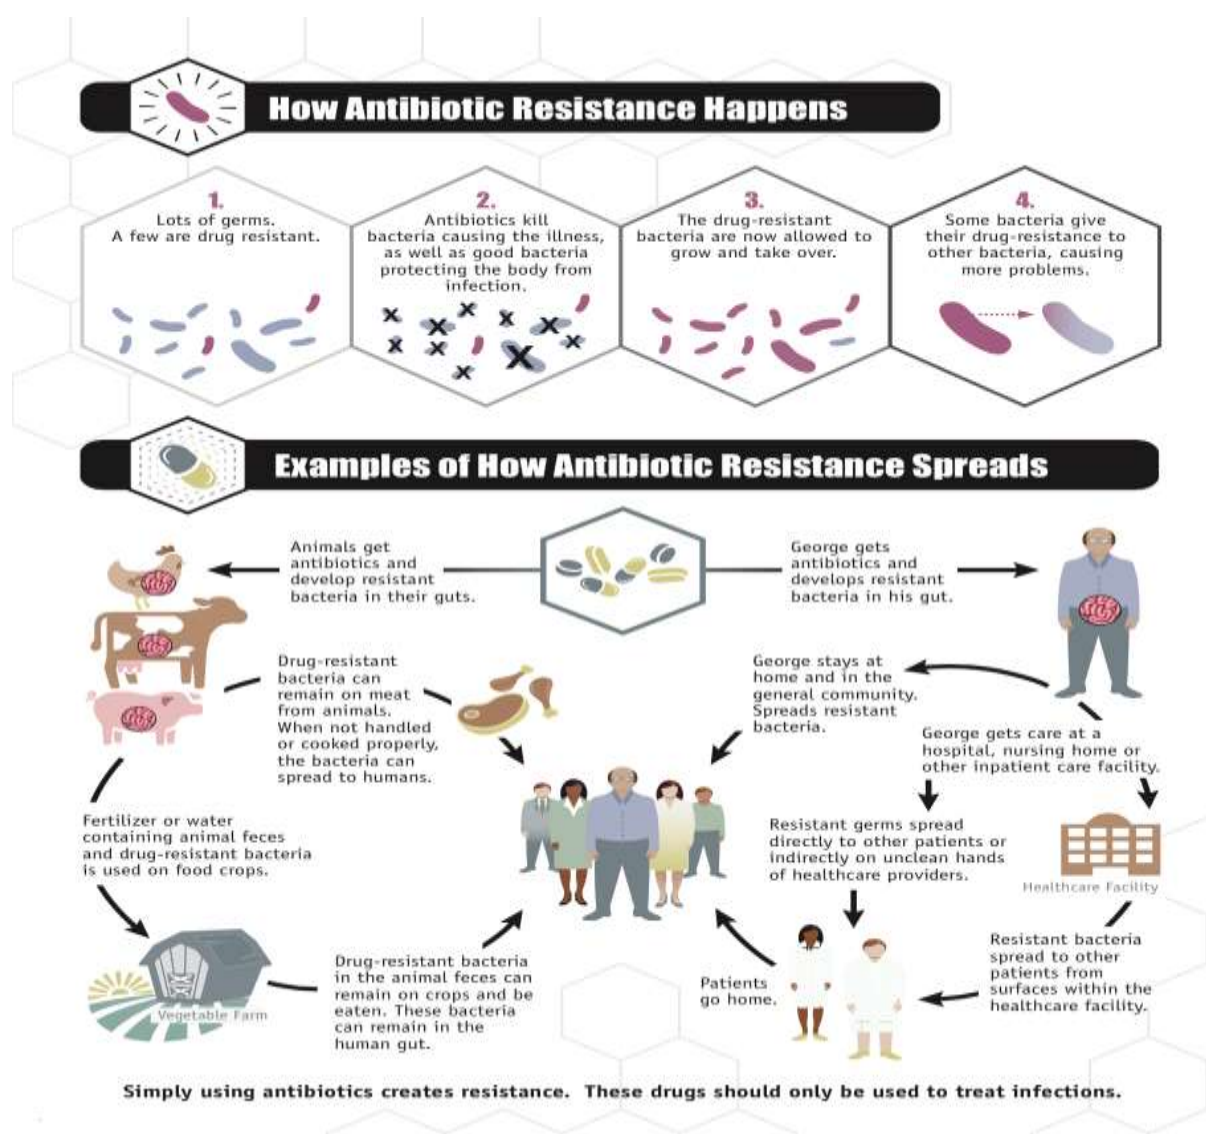 How Antibiotic Resistance Happens
1.
Lots of germs.
A few are drug resistant.
2.
Antibiotics kill
bacteria causing the illness,
as well as good bacteria
protecting the body from
infection.
3.
The drug-resistant
bacteria are now allowed to
grow and take over.
4.
Some bacteria give
their drug-resistance to
other bacteria, causing
more problems.
Examples of How Antibiotic Resistance Spreads
Animals get
antibiotics and
develop resistant
bacteria in their guts.
George gets
antibiotics and
develops resistant
bacteria in his gut.
Drug-resistant
bacteria can
remain on meat
from animals.
When not handled
or cooked properly,
the bacteria can
spread to humans.
George stays at
home and in the
general community.
Spreads resistant
bacteria.
George gets care at a
hospital, nursing home or
other inpatient care facility.
Fertilizer or water
containing animal feces
and drug-resistant bacteria
is used on food crops.
Resistant germs spread
directly to other patients or
indirectly on unclean hands
of healthcare providers.
Healthcare Facility
Vegetable Farm
Drug-resistant bacteria
in the animal feces can
remain on crops and be
eaten. These bacteria
can remain in the
human gut.
Patients
go home.
Resistant bacteria
spread to other
patients from
surfaces within the
healthcare facility.
Simply using antibiotics creates resistance. These drugs should only be used to treat infections.